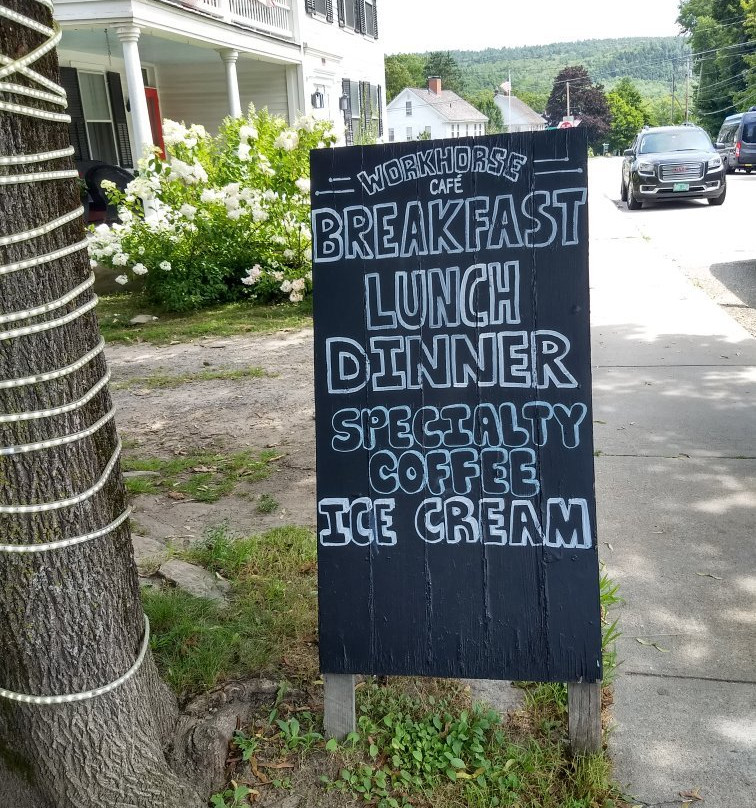 WORKHORSE
CAFÉ
BREAKFAST
LUNCH
DINNER
SPECIALTY
COFFEE
ICE CREAM